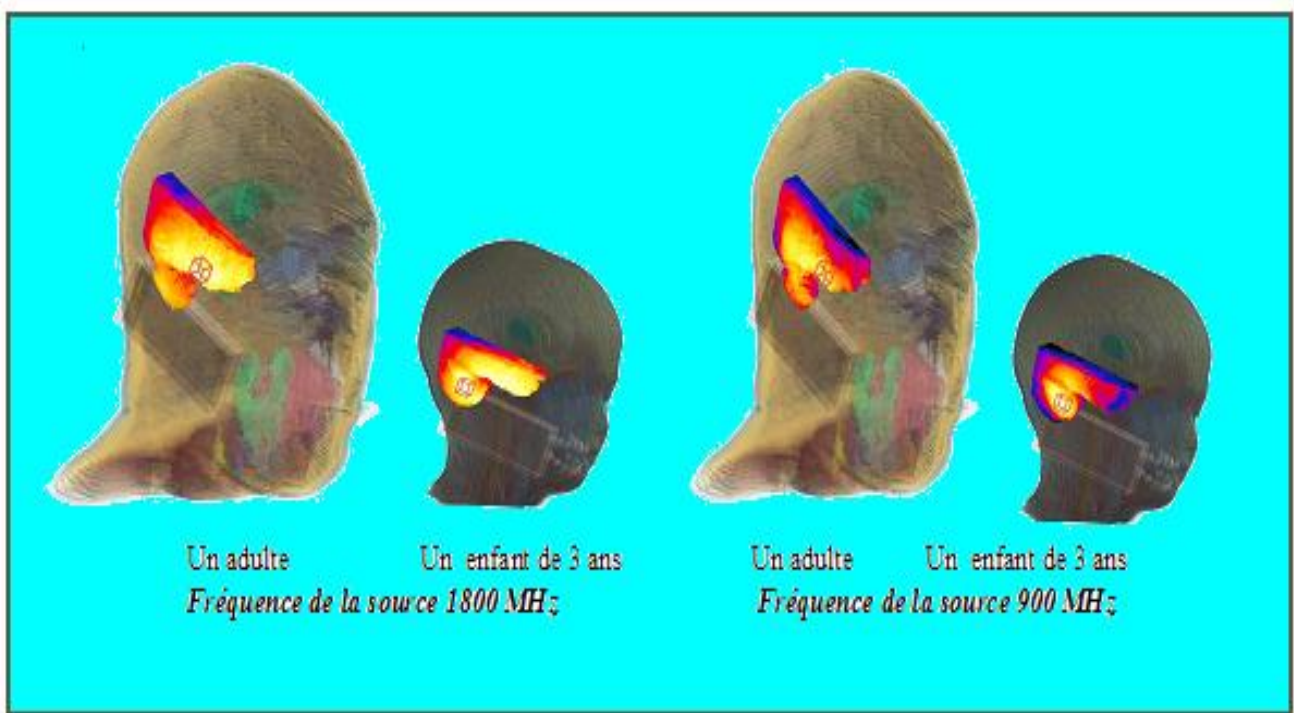 Un adulte
Un enfant de 3 ans
Fréquence de la source 1800 MHz
Un adulte
Un enfant de 3 ans
Fréquence de la source 900 MHz